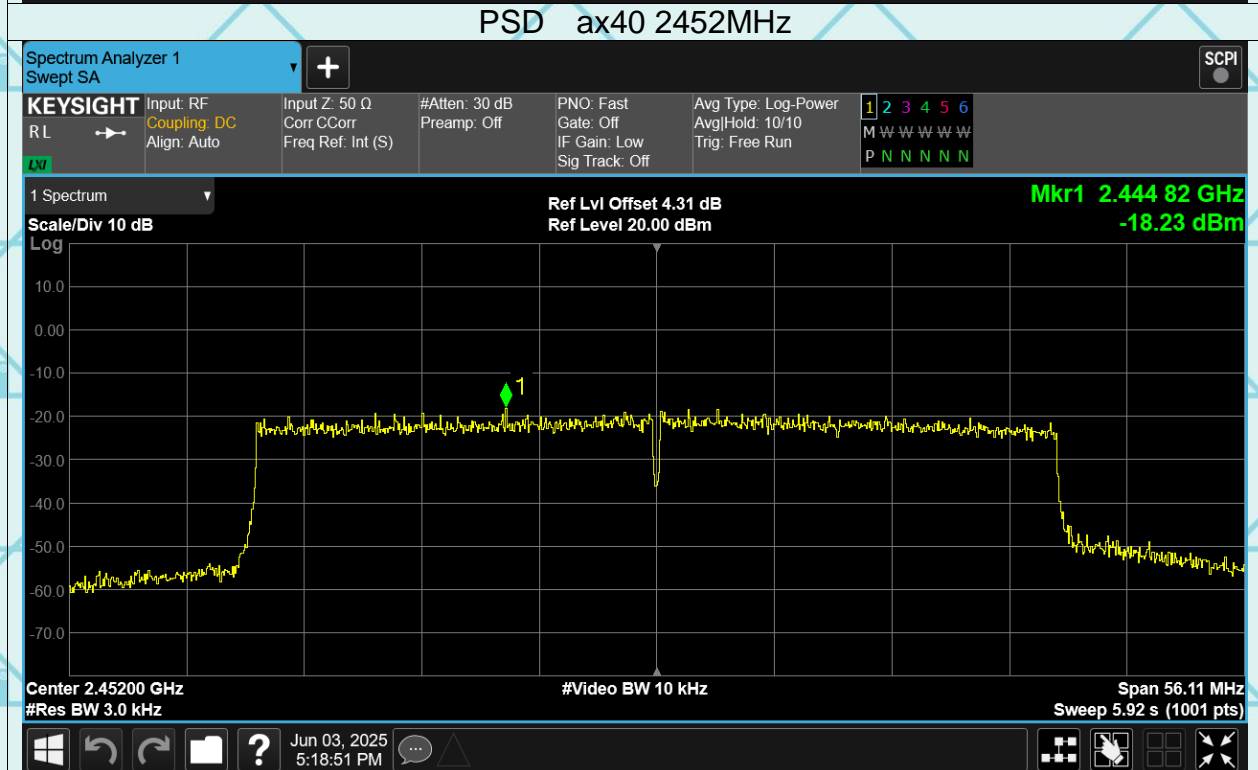 PSD ax40 2452MHz
Spectrum Analyzer 1
Swept SA
SCPI
KEYSIGHT
R L
LXI
Input: RF
Coupling: DC
Align: Auto
Input Z: 50 Ω
Corr CCorr
Freq Ref: Int (S)
#Atten: 30 dB
Preamp: Off
PNO: Fast
Gate: Off
IF Gain: Low
Sig Track: Off
Avg Type: Log-Power
Avg|Hold: 10/10
Trig: Free Run
1 2 3 4 5 6
M W W W W W
P N N N N N
1 Spectrum
Scale/Div 10 dB
Ref Lvl Offset 4.31 dB
Ref Level 20.00 dBm
Mkr1 2.444 82 GHz
-18.23 dBm
Log
10.0
0.00
-10.0
1
-20.0
-30.0
-40.0
-50.0
-60.0
-70.0
Center 2.45200 GHz
#Res BW 3.0 kHz
#Video BW 10 kHz
Span 56.11 MHz
Sweep 5.92 s (1001 pts)
?
Jun 03, 2025
5:18:51 PM